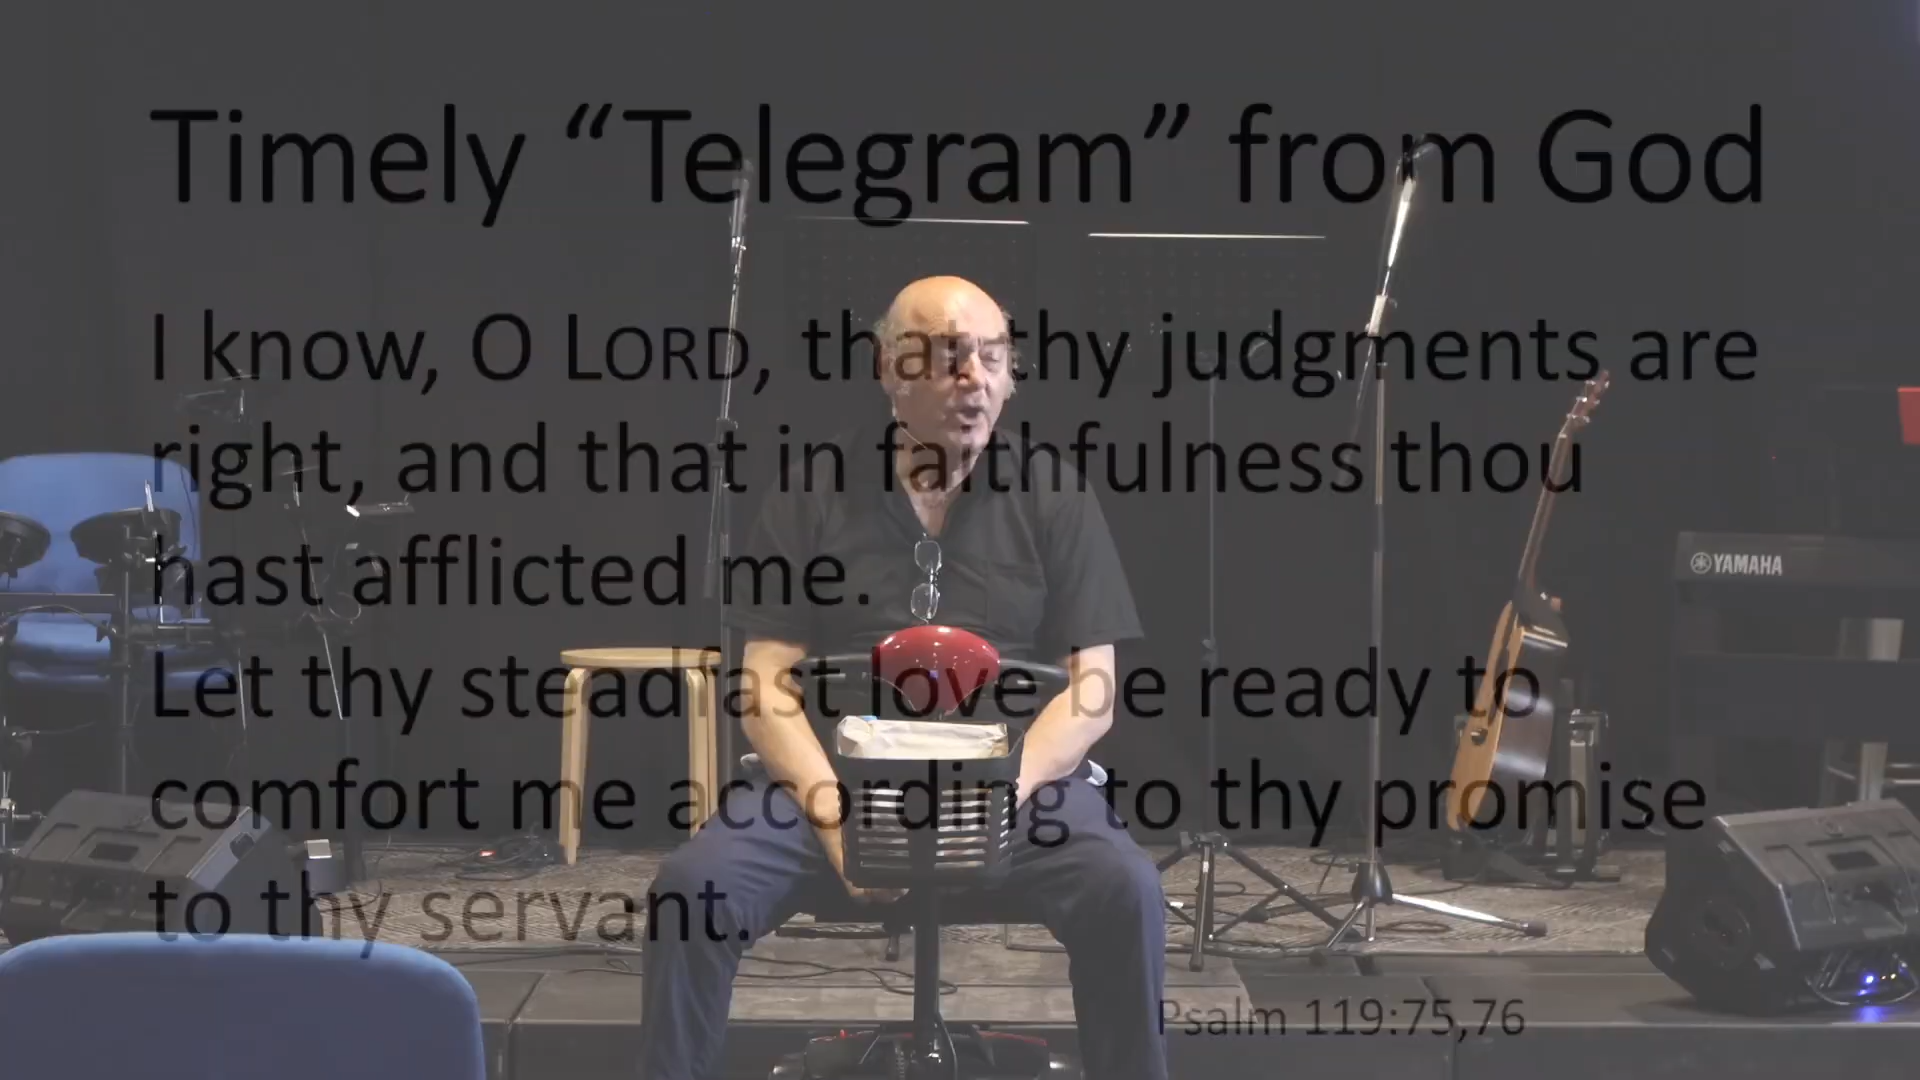 Timely “Telegram” from God
I know, O LORD, that thy judgments are
right, and that in faithfulness thou
hast afflicted me.
YAMAHA
Let thy steadfast love be ready to
comfort me according to thy promise
to thy servant.
Psalm 119:75,76